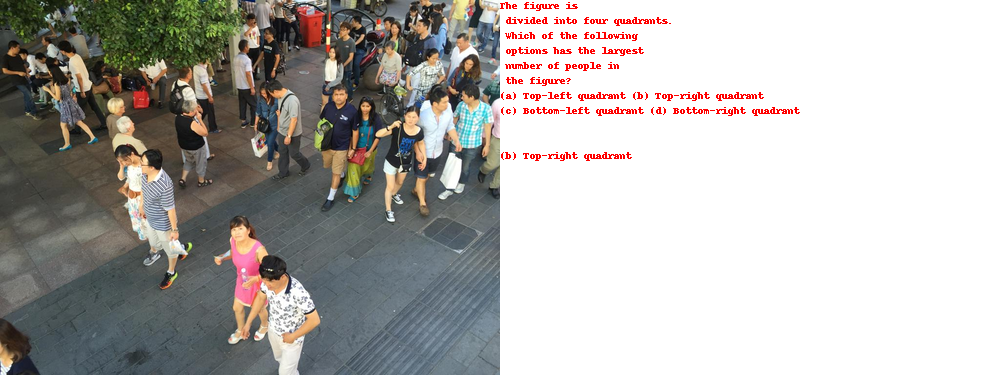 The figure is
divided into four quadrants.
Which of the following
options has the largest
number of people in
the figure?
(a) Top-left quadrant (b) Top-right quadrant
(c) Bottom-left quadrant (d) Bottom-right quadrant
(b) Top-right quadrant